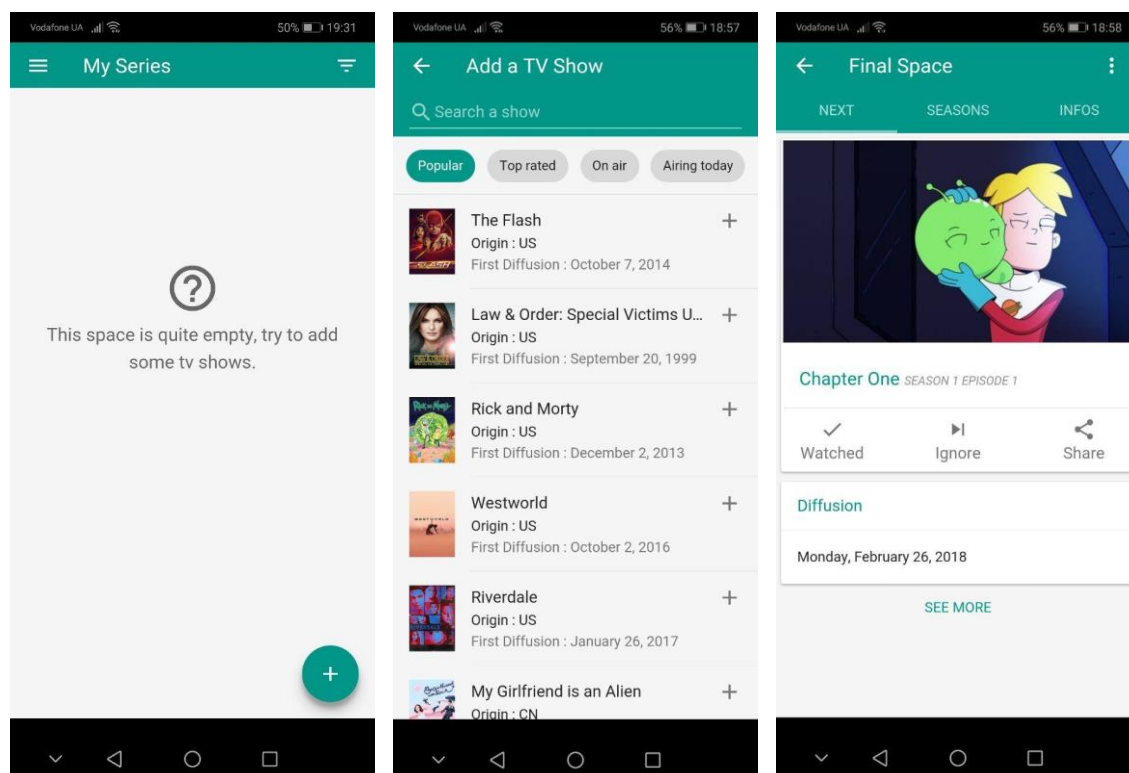 Vodafone UA
50% 19:31
My Series
This space is quite empty, try to add
some tv shows.
Vodafone UA
56% 18:57
Add a TV Show
Search a show
Popular
Top rated
On air
Airing today
The Flash
Origin : US
First Diffusion : October 7, 2014
Law & Order: Special Victims U...
Origin : US
First Diffusion : September 20, 1999
Rick and Morty
Origin : US
First Diffusion : December 2, 2013
WESTWORLD
Westworld
Origin : US
First Diffusion : October 2, 2016
RIVERDALE
Riverdale
Origin : US
First Diffusion : January 26, 2017
My Girlfriend is an Alien
Origin : CN
Vodafone UA
56% 18:58
Final Space
NEXT
SEASONS
INFOS
Chapter One SEASON 1 EPISODE 1
Watched
Ignore
Share
Diffusion
Monday, February 26, 2018
SEE MORE